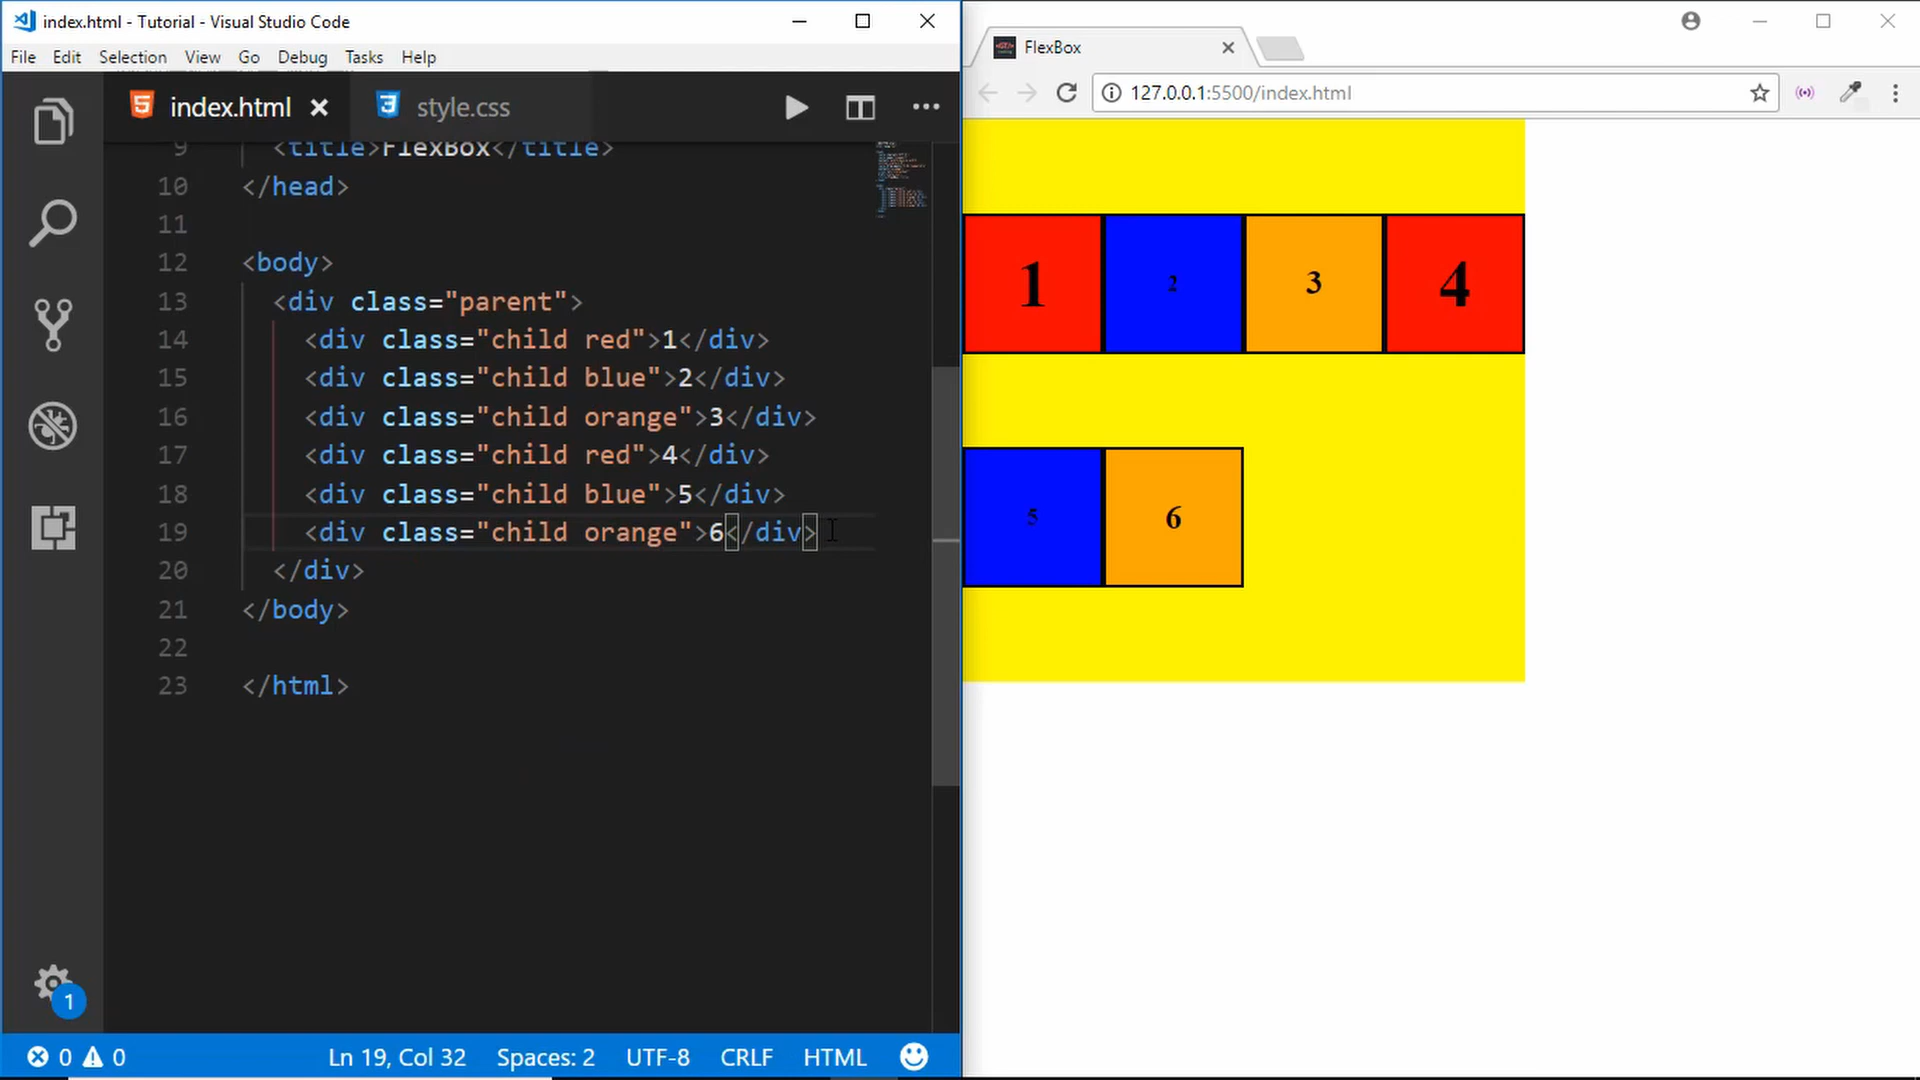 index.html - Tutorial - Visual Studio Code
File Edit Selection View Go Debug Tasks Help
index.html style.css
9 <title>FlexBox</title>
10 </head>
11
12 <body>
13 <div class="parent">
14 <div class="child red">1</div>
15 <div class="child blue">2</div>
16 <div class="child orange">3</div>
17 <div class="child red">4</div>
18 <div class="child blue">5</div>
19 <div class="child orange">6</div>
20 </div>
21 </body>
22
23 </html>
1
0 0 Ln 19, Col 32 Spaces: 2 UTF-8 CRLF HTML
FlexBox
127.0.0.1:5500/index.html
1 2 3 4
5 6